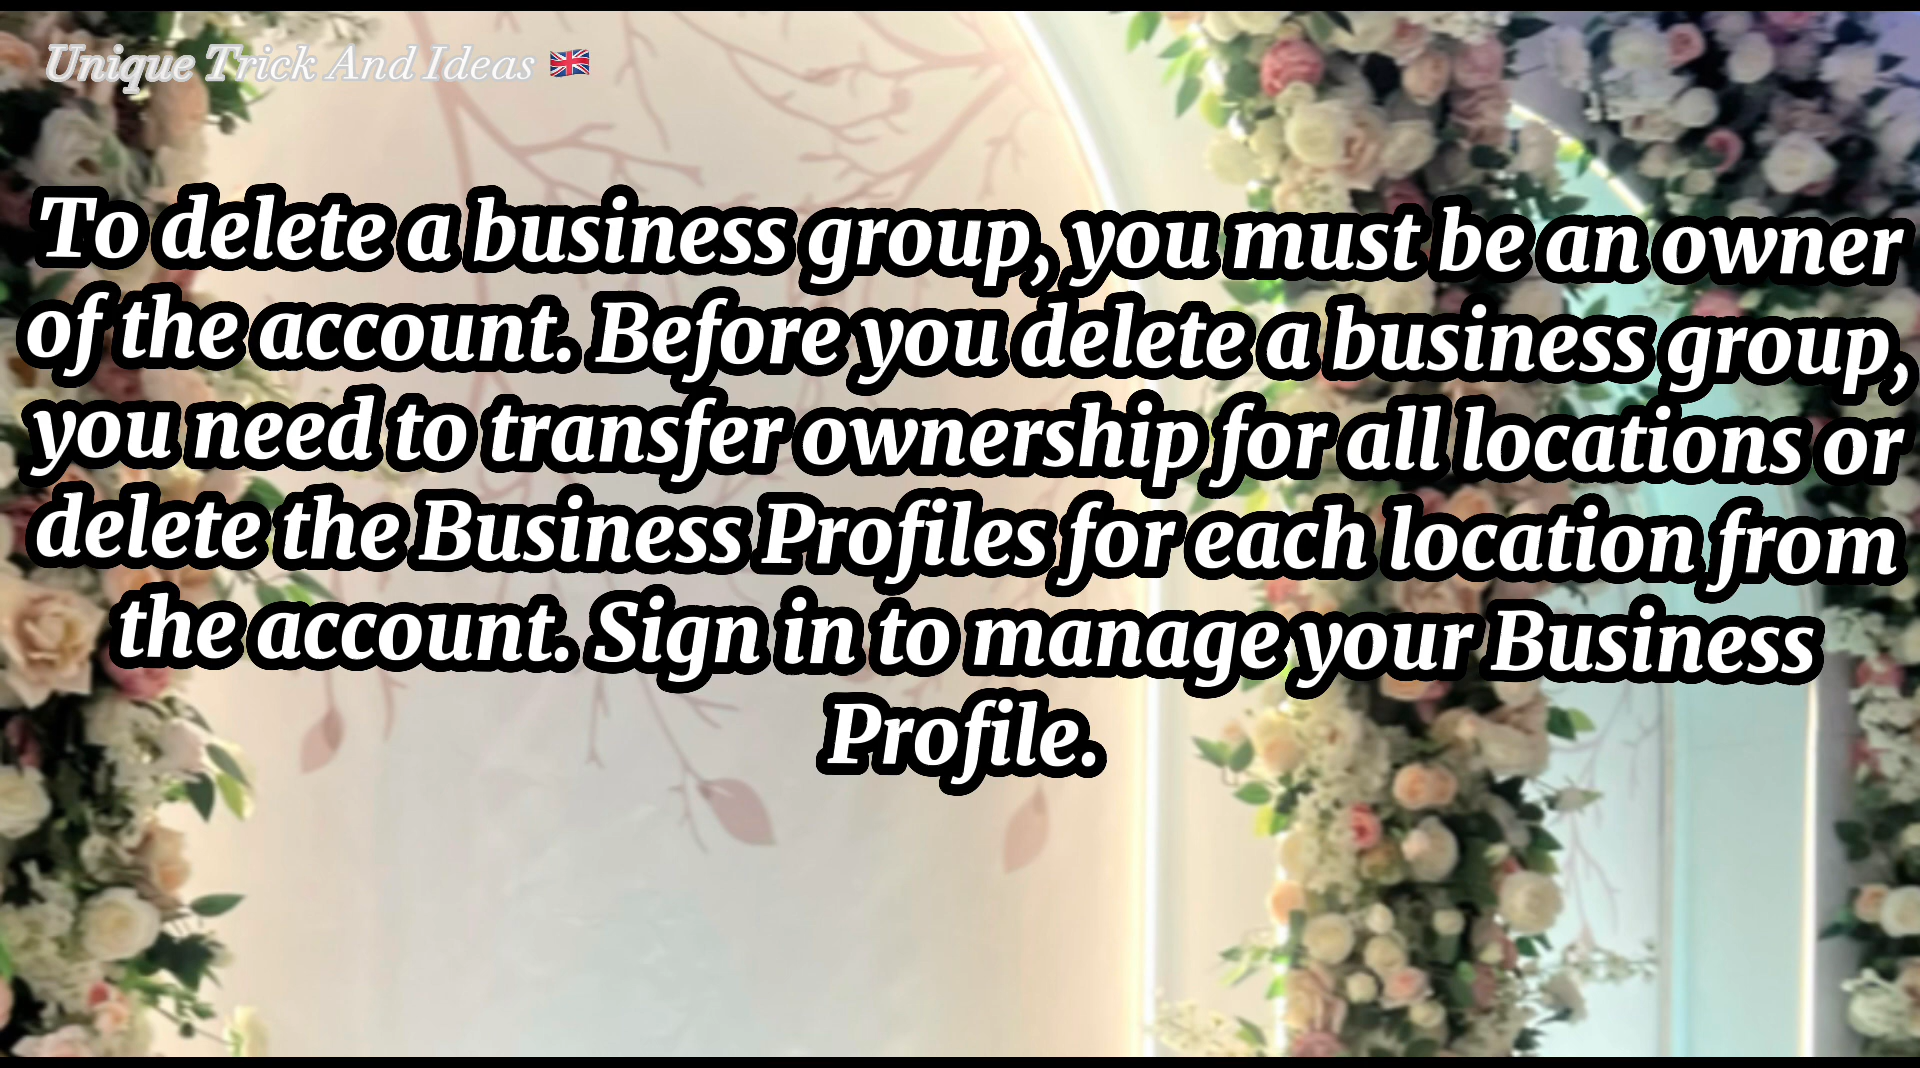 Unique Trick And Ideas 🇬🇧
To delete a business group, you must be an owner
of the account. Before you delete a business group,
you need to transfer ownership for all locations or
delete the Business Profiles for each location from
the account. Sign in to manage your Business
Profile.